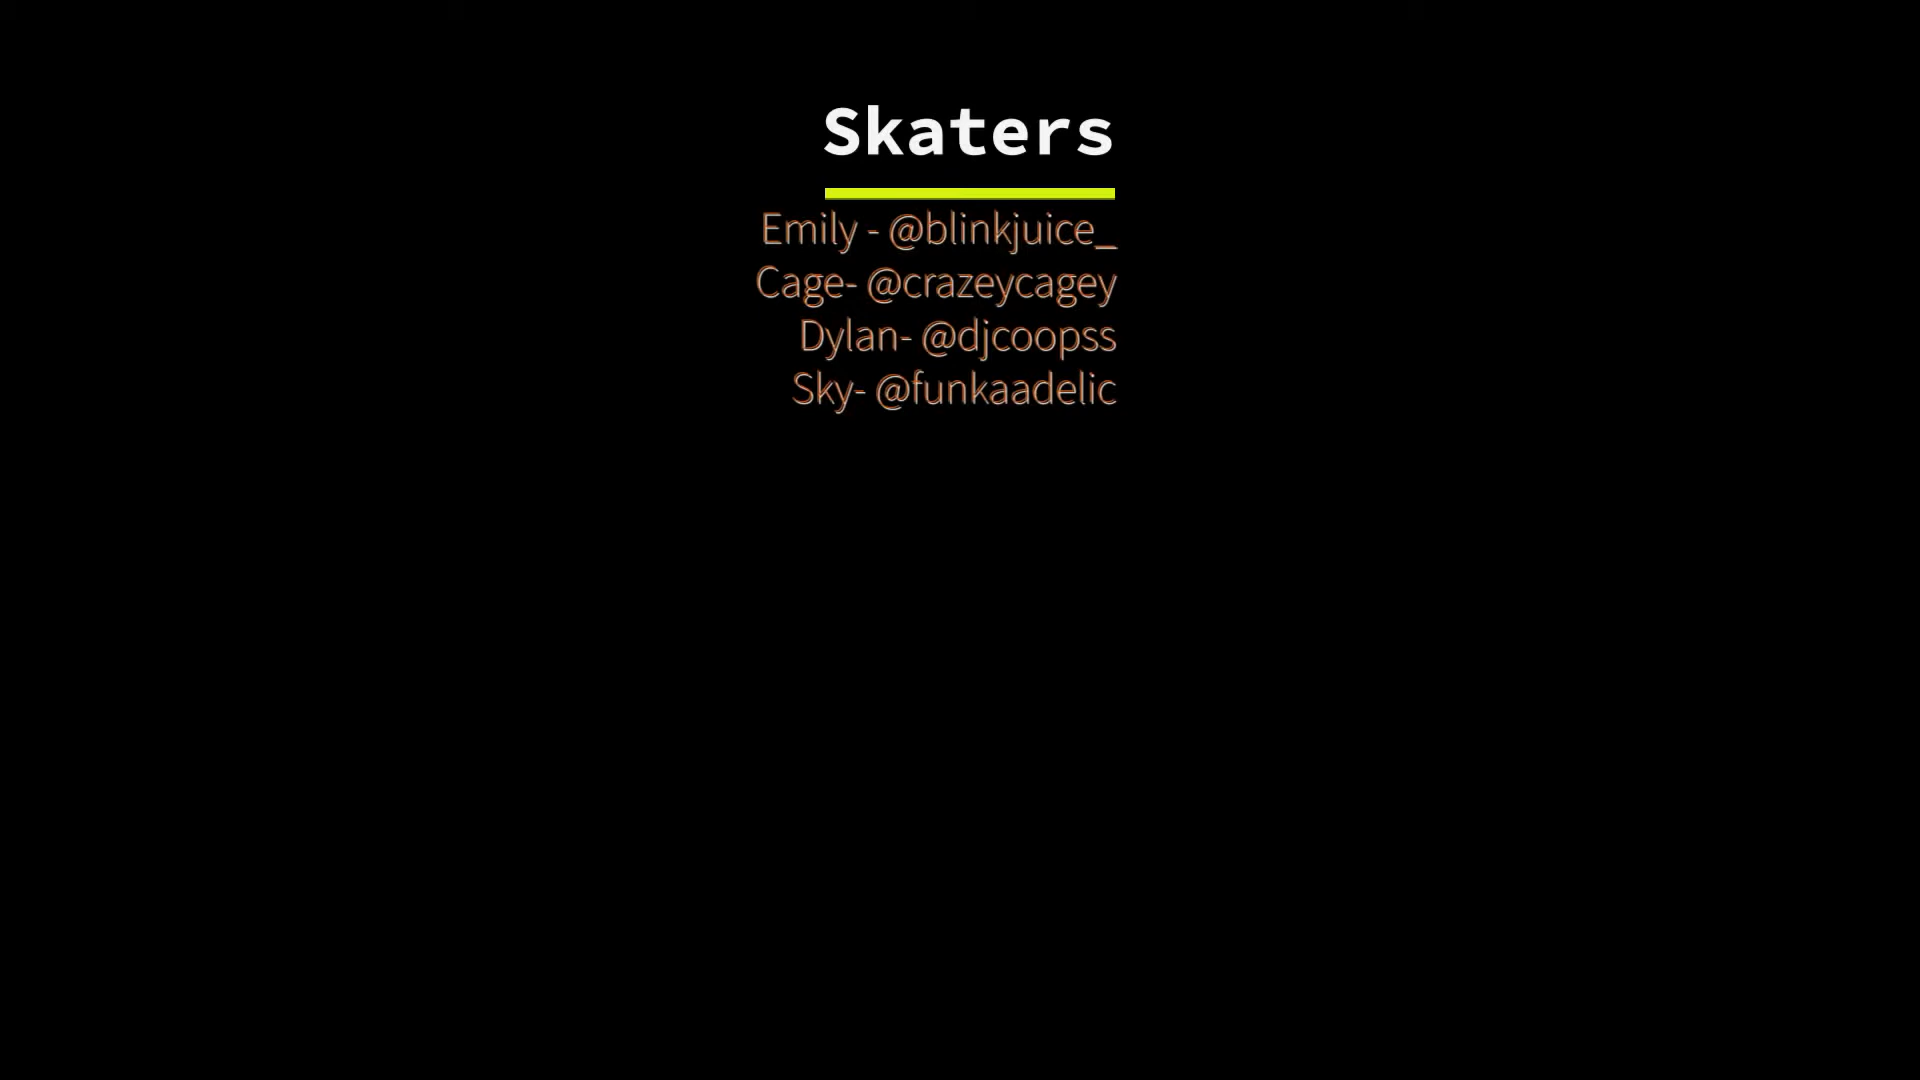 Skaters
Emily - @blinkjuice_
Cage- @crazeycagey
Dylan- @djcoopss
Sky- @funkaadelic